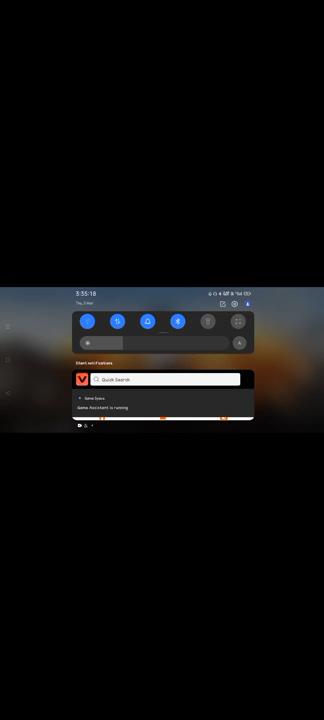 3:35:18
Thu, 3 Mar
A
Silent notifications
Quick Search
Game Space
Game Assistant is running